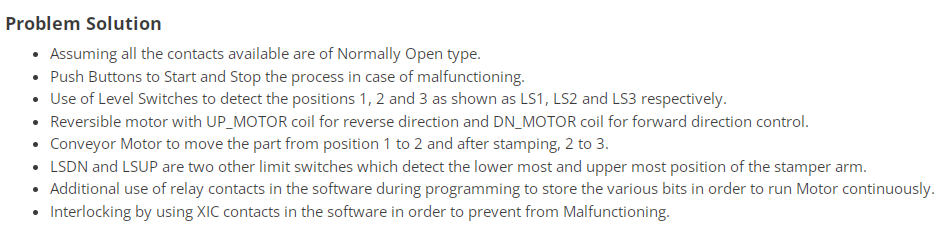 Problem Solution
• Assuming all the contacts available are of Normally Open type.
• Push Buttons to Start and Stop the process in case of malfunctioning.
• Use of Level Switches to detect the positions 1, 2 and 3 as shown as LS1, LS2 and LS3 respectively.
• Reversible motor with UP_MOTOR coil for reverse direction and DN_MOTOR coil for forward direction control.
• Conveyor Motor to move the part from position 1 to 2 and after stamping, 2 to 3.
• LSDN and LSUP are two other limit switches which detect the lower most and upper most position of the stamper arm.
• Additional use of relay contacts in the software during programming to store the various bits in order to run Motor continuously.
• Interlocking by using XIC contacts in the software in order to prevent from Malfunctioning.